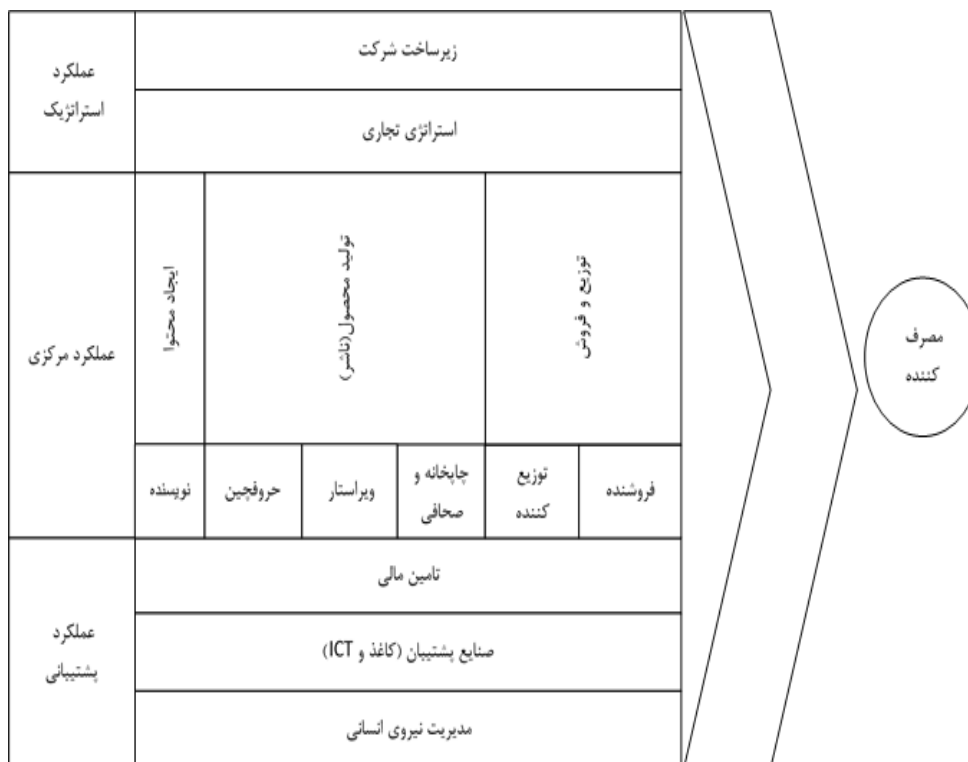 عملکرد
استراتژیک
زیرساخت شرکت
استراتژی تجاری
عملکرد مرکزی
ایجاد محتوا
تولید محصول(ناشر)
توزیع و فروش
نویسنده
حروفچین
ویراستار
چاپخانه و
صحافی
توزیع
کننده
فروشنده
عملکرد
پشتیبانی
تامین مالی
صنایع پشتیبان (کاغذ و ICT)
مدیریت نیروی انسانی
مصرف
کننده